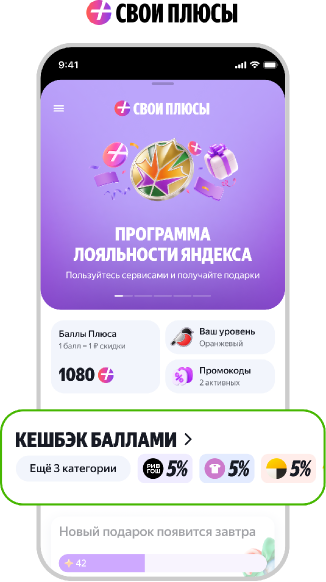 СВОИ ПЛЮСЫ
9:41
СВОИ ПЛЮСЫ
ПРОГРАММА
ЛОЯЛЬНОСТИ ЯНДЕКСА
Пользуйтесь сервисами и получайте подарки
Баллы Плюса
1 балл = 1 ₽ скидки
1080
Ваш уровень
Оранжевый
Промокоды
2 активных
КЕШБЭК БАЛЛАМИ
Ещё 3 категории
РИВ ГОШ 5%
5%
5%
Новый подарок появится завтра
42